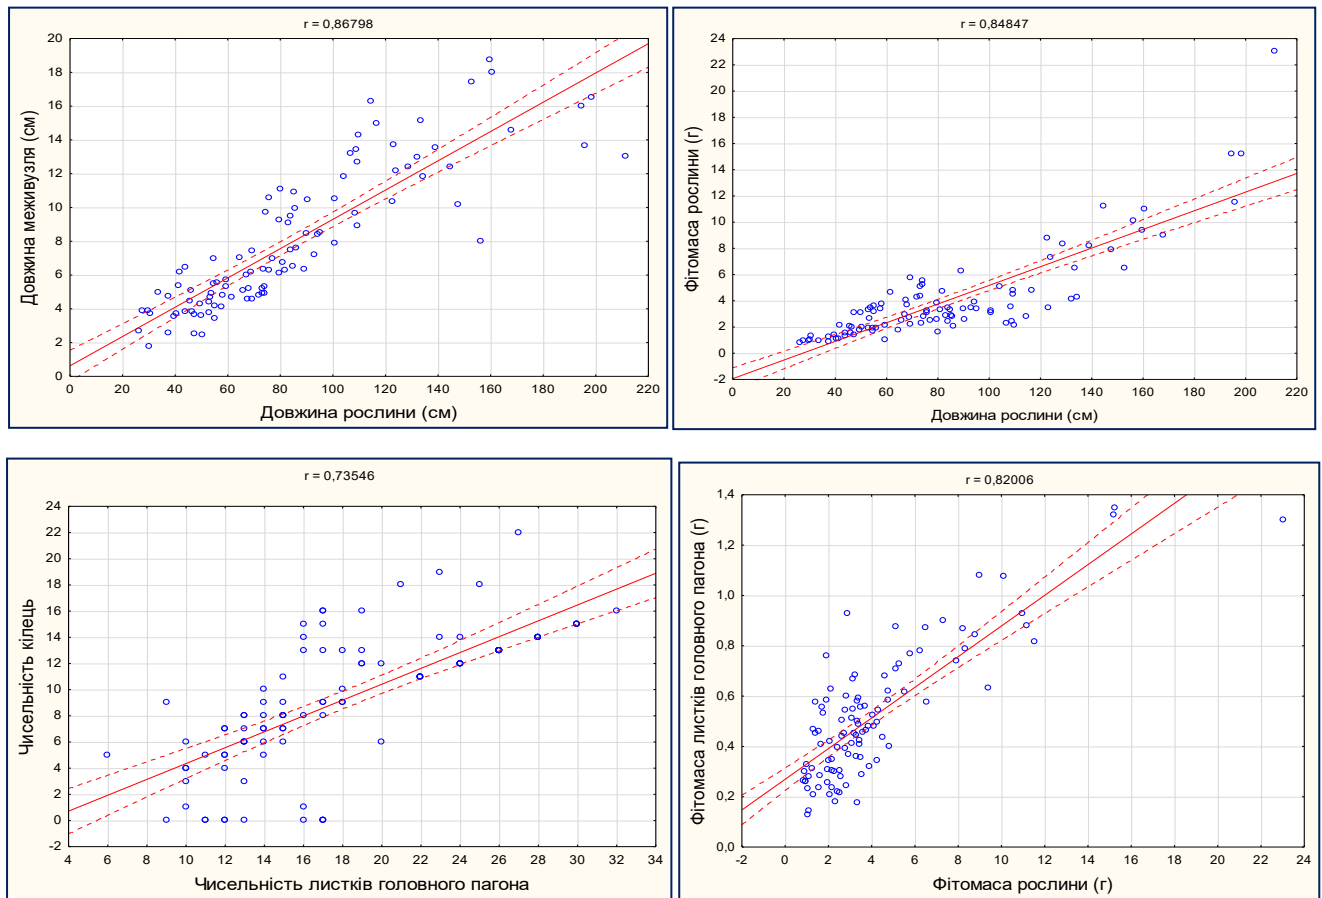 r = 0,86798
20
18
16
14
12
10
8
6
4
2
0
Довжина меживузля (см)
0 20 40 60 80 100 120 140 160 180 200 220
Довжина рослини (см)
r = 0,84847
24
22
20
18
16
14
12
10
8
6
4
2
0
-2
Фітомаса рослини (г)
0 20 40 60 80 100 120 140 160 180 200 220
Довжина рослини (см)
r = 0,73546
24
22
20
18
16
14
12
10
8
6
4
2
0
-2
Чисельність кілець
4 6 8 10 12 14 16 18 20 22 24 26 28 30 32 34
Чисельність листків головного пагона
r = 0,82006
1,4
1,2
1,0
0,8
0,6
0,4
0,2
0,0
Фітомаса листків головного пагона (г)
-2 0 2 4 6 8 10 12 14 16 18 20 22 24
Фітомаса рослини (г)